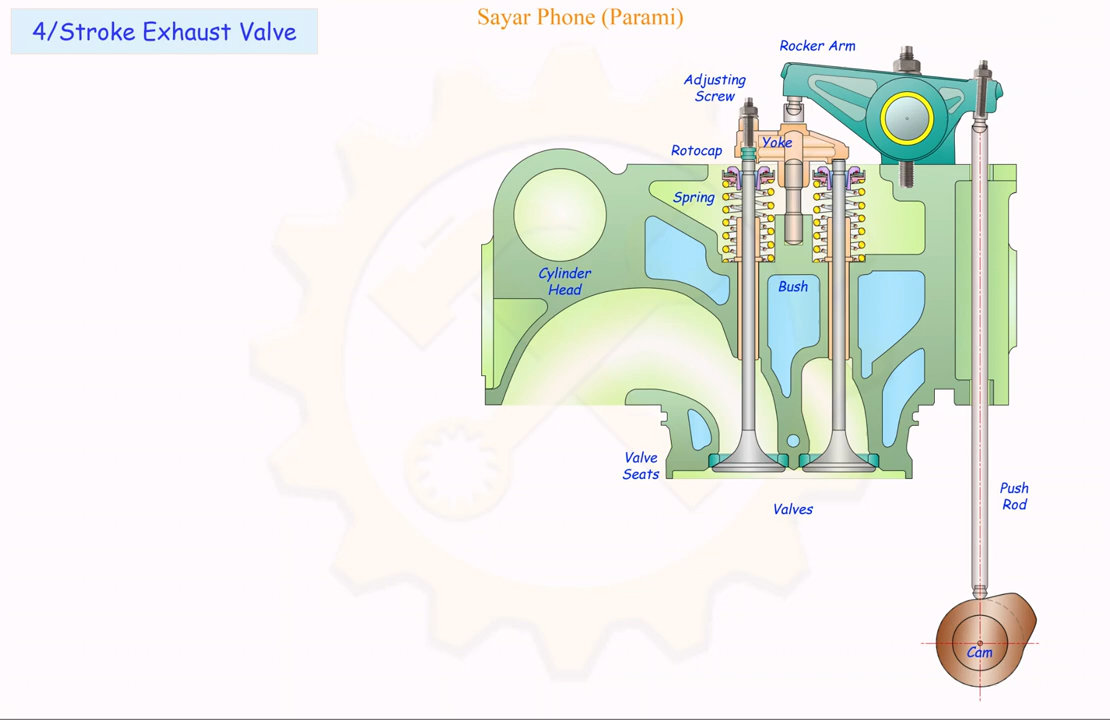 4/Stroke Exhaust Valve
Sayar Phone (Parami)
Rocker Arm
Adjusting
Screw
Yoke
Rotocap
Spring
Cylinder
Head
Bush
Valve
Seats
Valves
Push
Rod
Cam